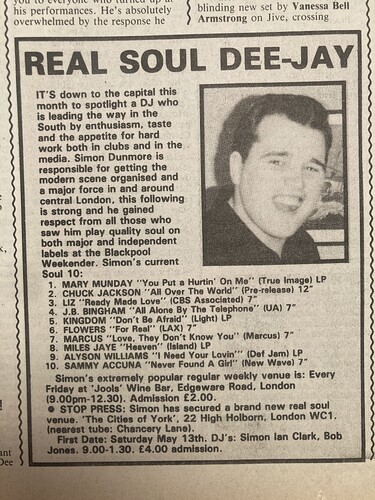 you to everyone who turned up at
his performances. He's absolutely
overwhelmed by the response he
blinding new set by Vanessa Bell
Armstrong on Jive, crossing
REAL SOUL DEE-JAY
IT'S down to the capital this
month to spotlight a DJ who
is leading the way in the
South by enthusiasm, taste
and the appetite for hard
work both in clubs and in the
media. Simon Dunmore is
responsible for getting the
modern scene organised and
a major force in and around
central London, this following
is strong and he gained
respect from all those who
saw him play quality soul on
both major and independent
labels at the Blackpool
Weekender. Simon's current
Soul 10:
1. MARY MUNDAY "You Put a Hurtin' On Me" (True Image) LP
2. CHUCK JACKSON "All Over The World" (Pre-release) 12"
3. LIZ "Ready Made Love" (CBS Associated) 7"
4. J.B. BINGHAM "All Alone By The Telephone" (UA) 7"
5. KINGDOM "Don't Be Afraid" (Light) LP
6. FLOWERS "For Real" (LAX) 7"
7. MARCUS "Love, They Don't Know You" (Marcus) 7"
8. MILES JAYE "Heaven" (Island) LP
9. ALYSON WILLIAMS "I Need Your Lovin'" (Def Jam) LP
10. SAMMY ACCUNA "Never Found A Girl" (New Wave) 7"
Simon's extremely popular regular weekly venue is: Every
Friday at 'Jools' Wine Bar, Edgeware Road, London
(9.00pm-12.30). Admission £2.00.
● STOP PRESS: Simon has secured a brand new real soul
venue. 'The Cities of York', 22 High Holborn, London WC1.
(nearest tube: Chancery Lane).
First Date: Saturday May 13th. DJ's: Simon Ian Clark, Bob
Jones. 9.00-1.30. £4.00 admission.